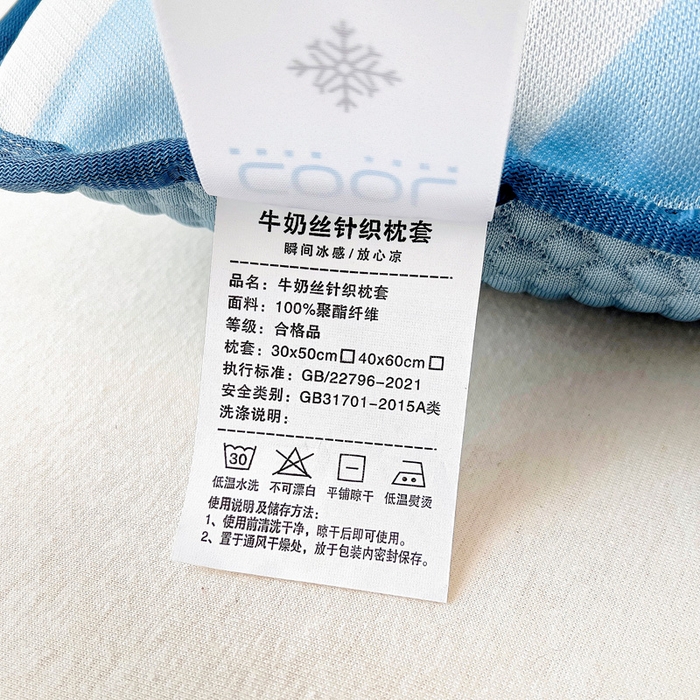 牛奶丝针织枕套
瞬间冰感/放心凉
品名：牛奶丝针织枕套
面料：100%聚酯纤维
等级：合格品
枕套：30x50cm☐ 40x60cm☐
执行标准：GB/22796-2021
安全类别：GB31701-2015A类
洗涤说明：
30
低温水洗 不可漂白 平铺晾干 低温熨烫
使用说明及储存方法：
1、使用前清洗干净，晾干后即可使用。
2、置于通风干燥处，放于包装内密封保存。